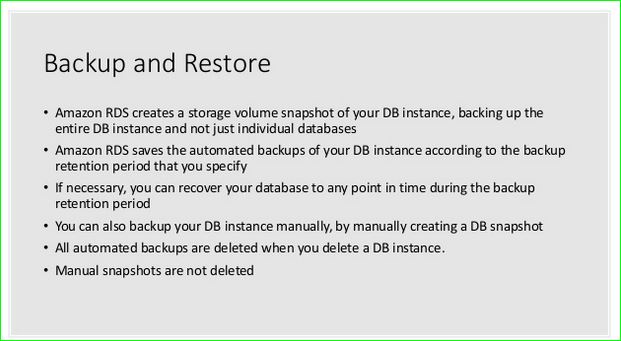 Backup and Restore
• Amazon RDS creates a storage volume snapshot of your DB instance, backing up the
entire DB instance and not just individual databases
• Amazon RDS saves the automated backups of your DB instance according to the backup
retention period that you specify
• If necessary, you can recover your database to any point in time during the backup
retention period
• You can also backup your DB instance manually, by manually creating a DB snapshot
• All automated backups are deleted when you delete a DB instance.
• Manual snapshots are not deleted